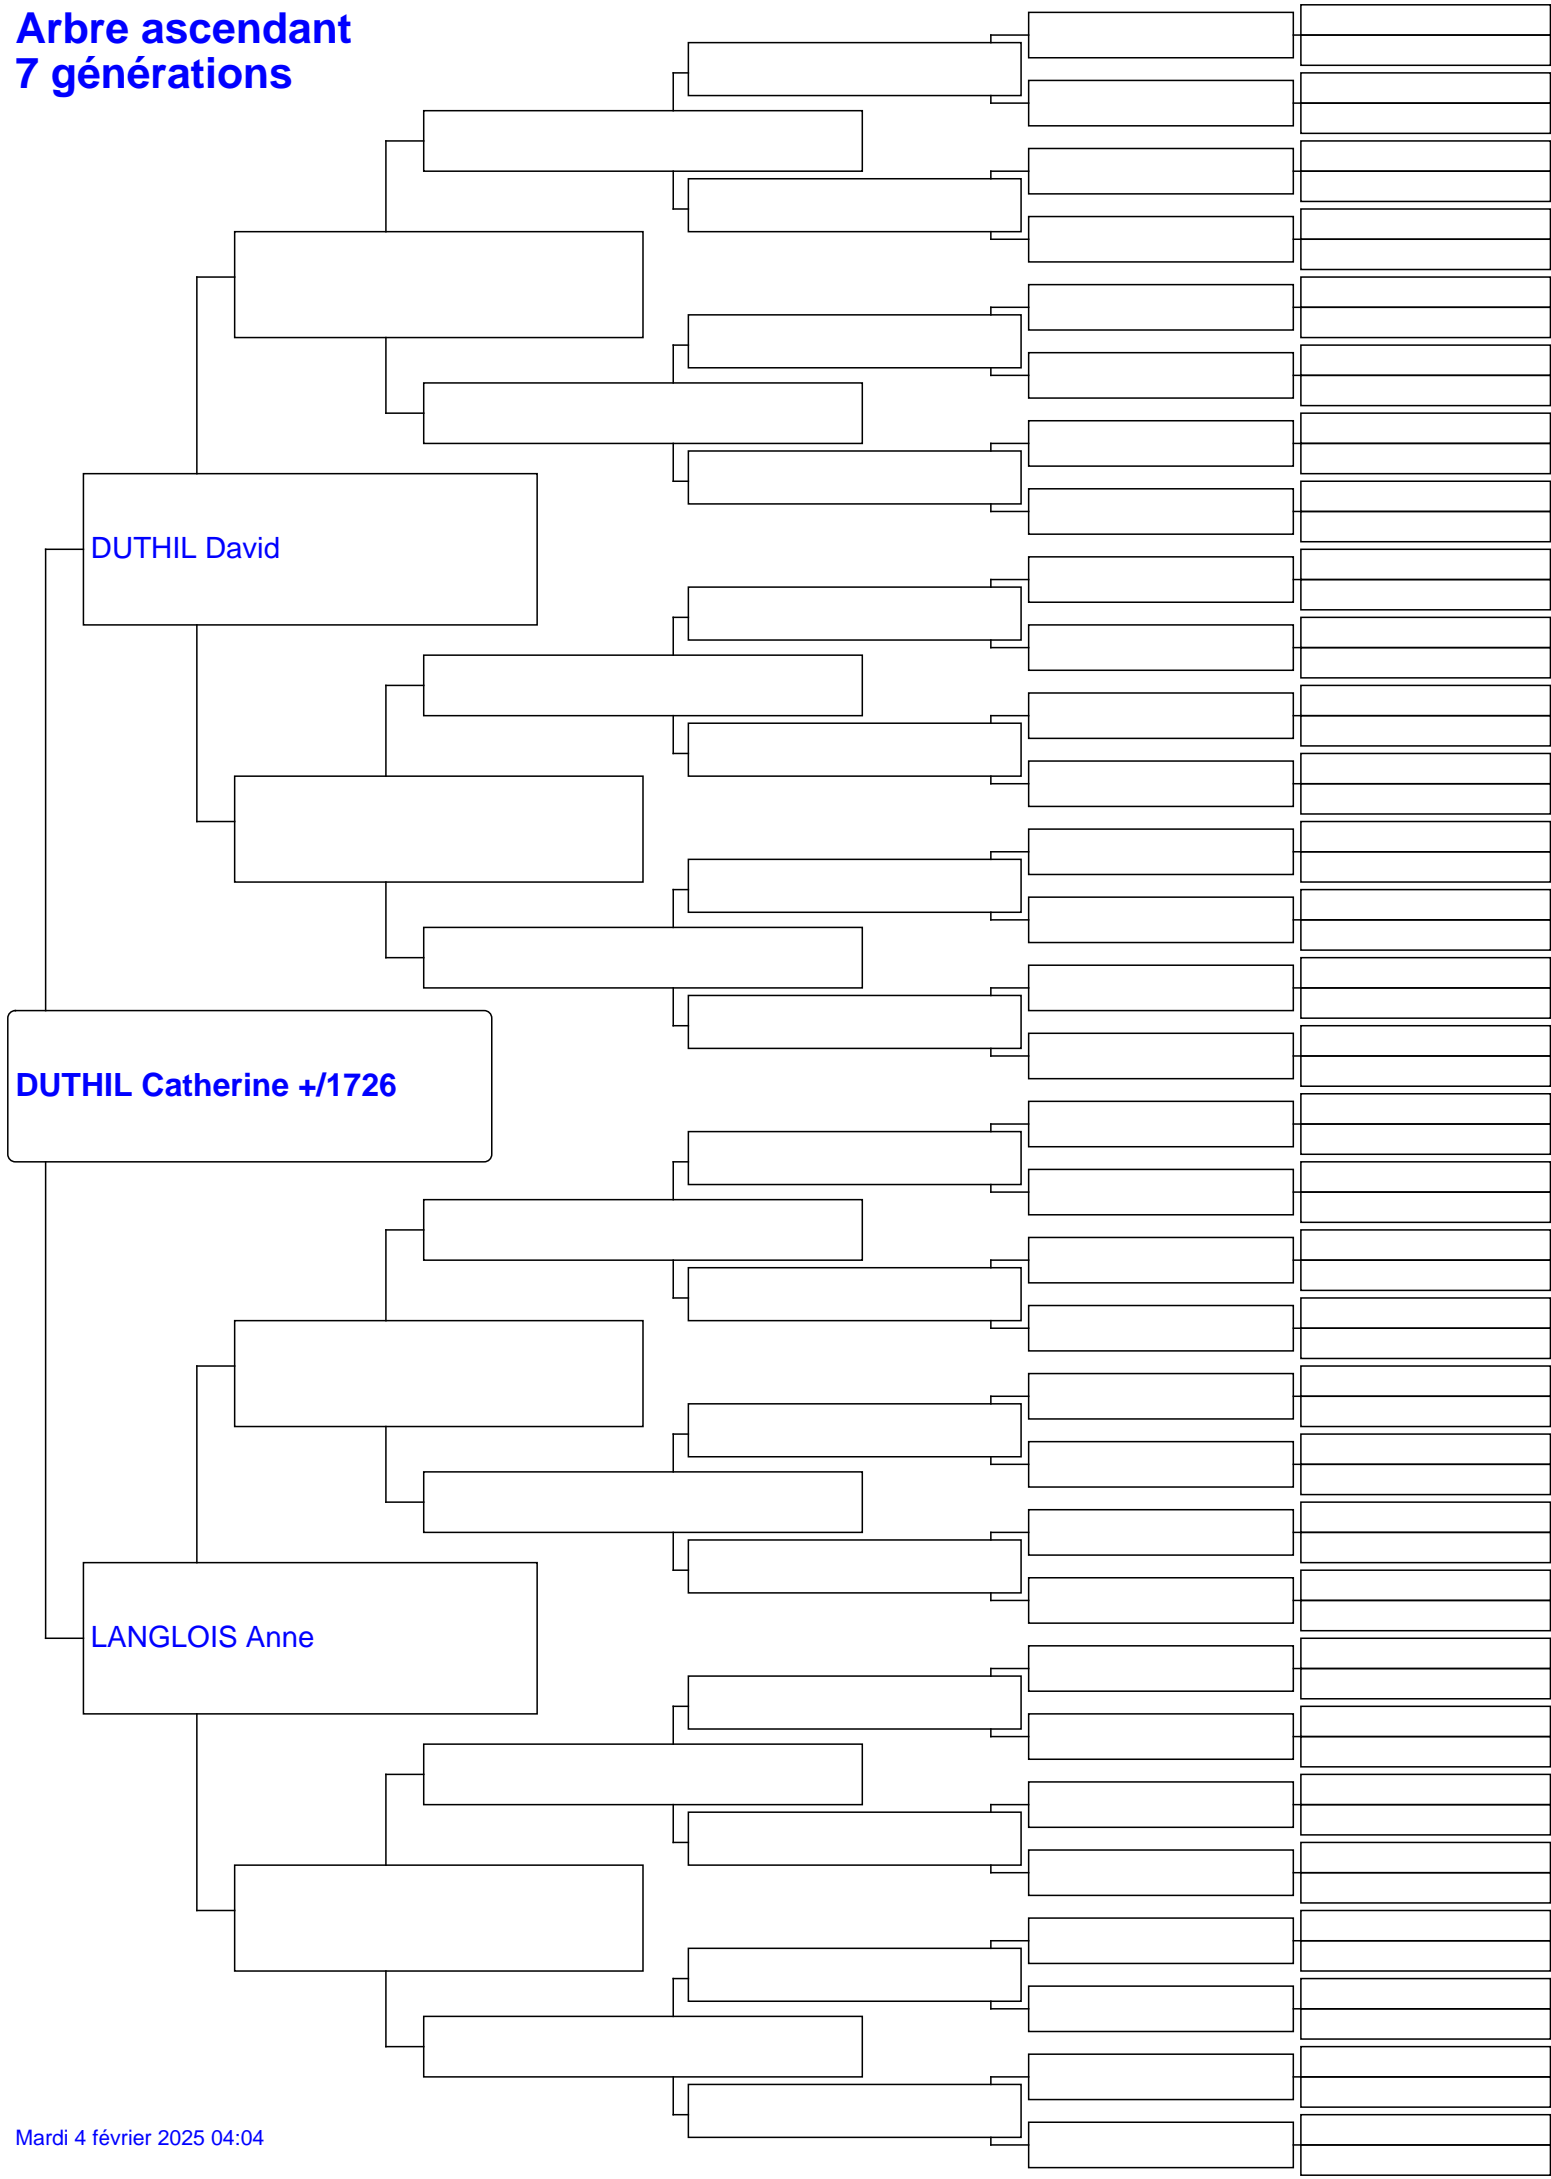 Arbre ascendant
7 générations
DUTHIL David
DUTHIL Catherine +/1726
LANGLOIS Anne
Mardi 4 février 2025 04:04